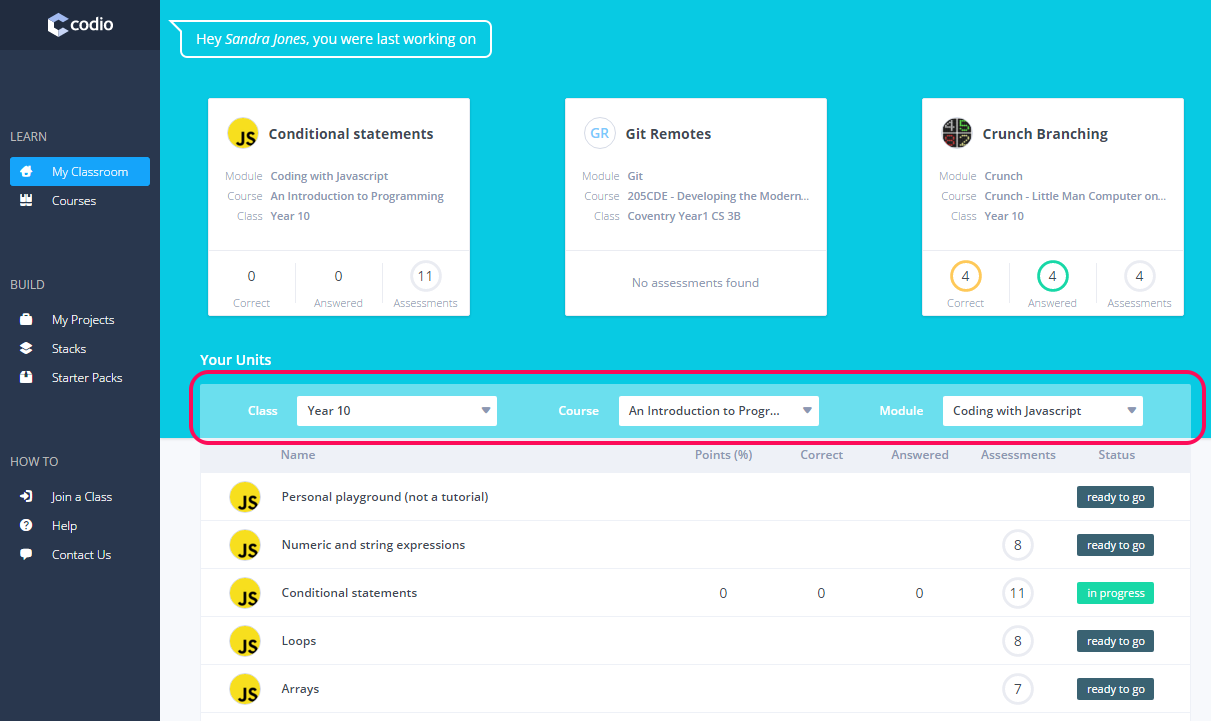 codio
Hey Sandra Jones, you were last working on
LEARN
My Classroom
Courses
BUILD
My Projects
Stacks
Starter Packs
HOW TO
Join a Class
Help
Contact Us
JS Conditional statements
Module Coding with Javascript
Course An Introduction to Programming
Class Year 10
0 0 11
Correct Answered Assessments
GR Git Remotes
Module Git
Course 205CDE - Developing the Modern...
Class Coventry Year1 CS 3B
No assessments found
Crunch Branching
Module Crunch
Course Crunch - Little Man Computer on...
Class Year 10
4 4 4
Correct Answered Assessments
Your Units
Class Year 10 Course An Introduction to Progr... Module Coding with Javascript
Name Points (%) Correct Answered Assessments Status
JS Personal playground (not a tutorial) ready to go
JS Numeric and string expressions 8 ready to go
JS Conditional statements 0 0 0 11 in progress
JS Loops 8 ready to go
JS Arrays 7 ready to go